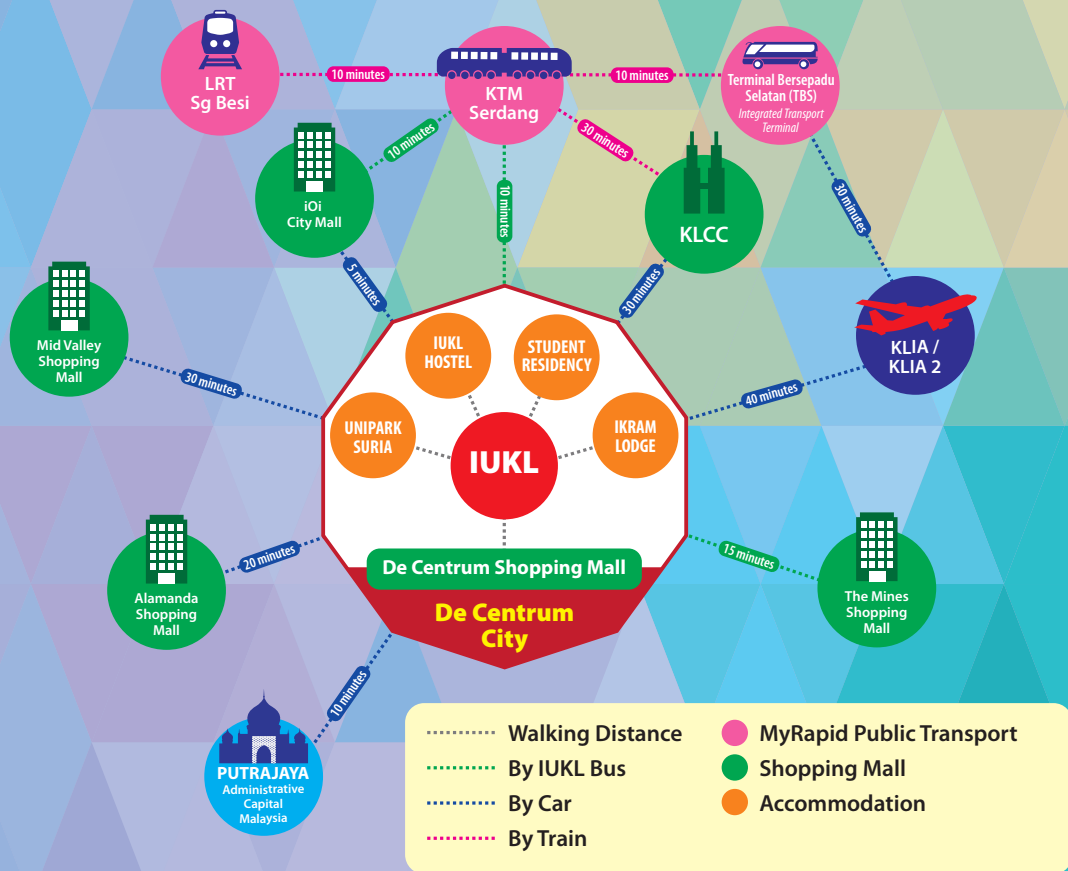 LRT
Sg Besi
10 minutes
KTM
Serdang
10 minutes
Terminal Bersepadu
Selatan (TBS)
Integrated Transport
Terminal
10 minutes
30 minutes
iOi
City Mall
10 minutes
KLCC
30 minutes
5 minutes
30 minutes
Mid Valley
Shopping
Mall
30 minutes
KLIA /
KLIA 2
40 minutes
IUKL
HOSTEL
STUDENT
RESIDENCY
UNIPARK
SURIA
IKRAM
LODGE
IUKL
Alamanda
Shopping
Mall
20 minutes
De Centrum Shopping Mall
De Centrum
City
15 minutes
The Mines
Shopping
Mall
10 minutes
PUTRAJAYA
Administrative
Capital
Malaysia
Walking Distance
By IUKL Bus
By Car
By Train
MyRapid Public Transport
Shopping Mall
Accommodation